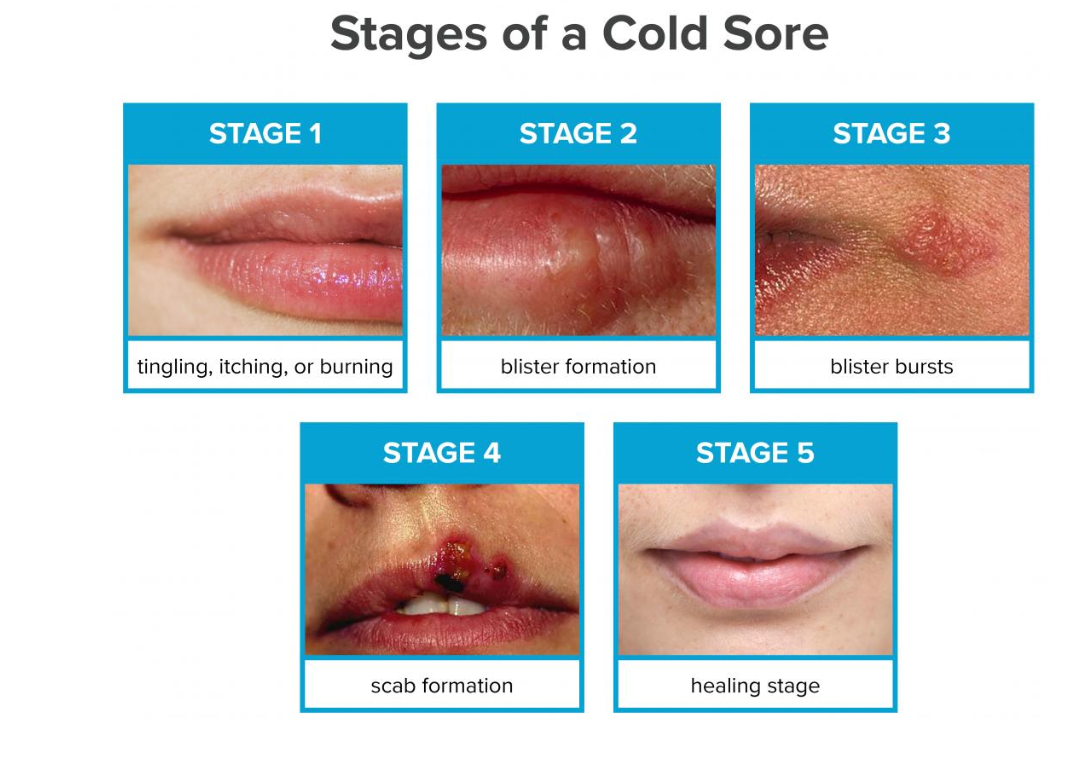 Stages of a Cold Sore
STAGE 1
tingling, itching, or burning
STAGE 2
blister formation
STAGE 3
blister bursts
STAGE 4
scab formation
STAGE 5
healing stage